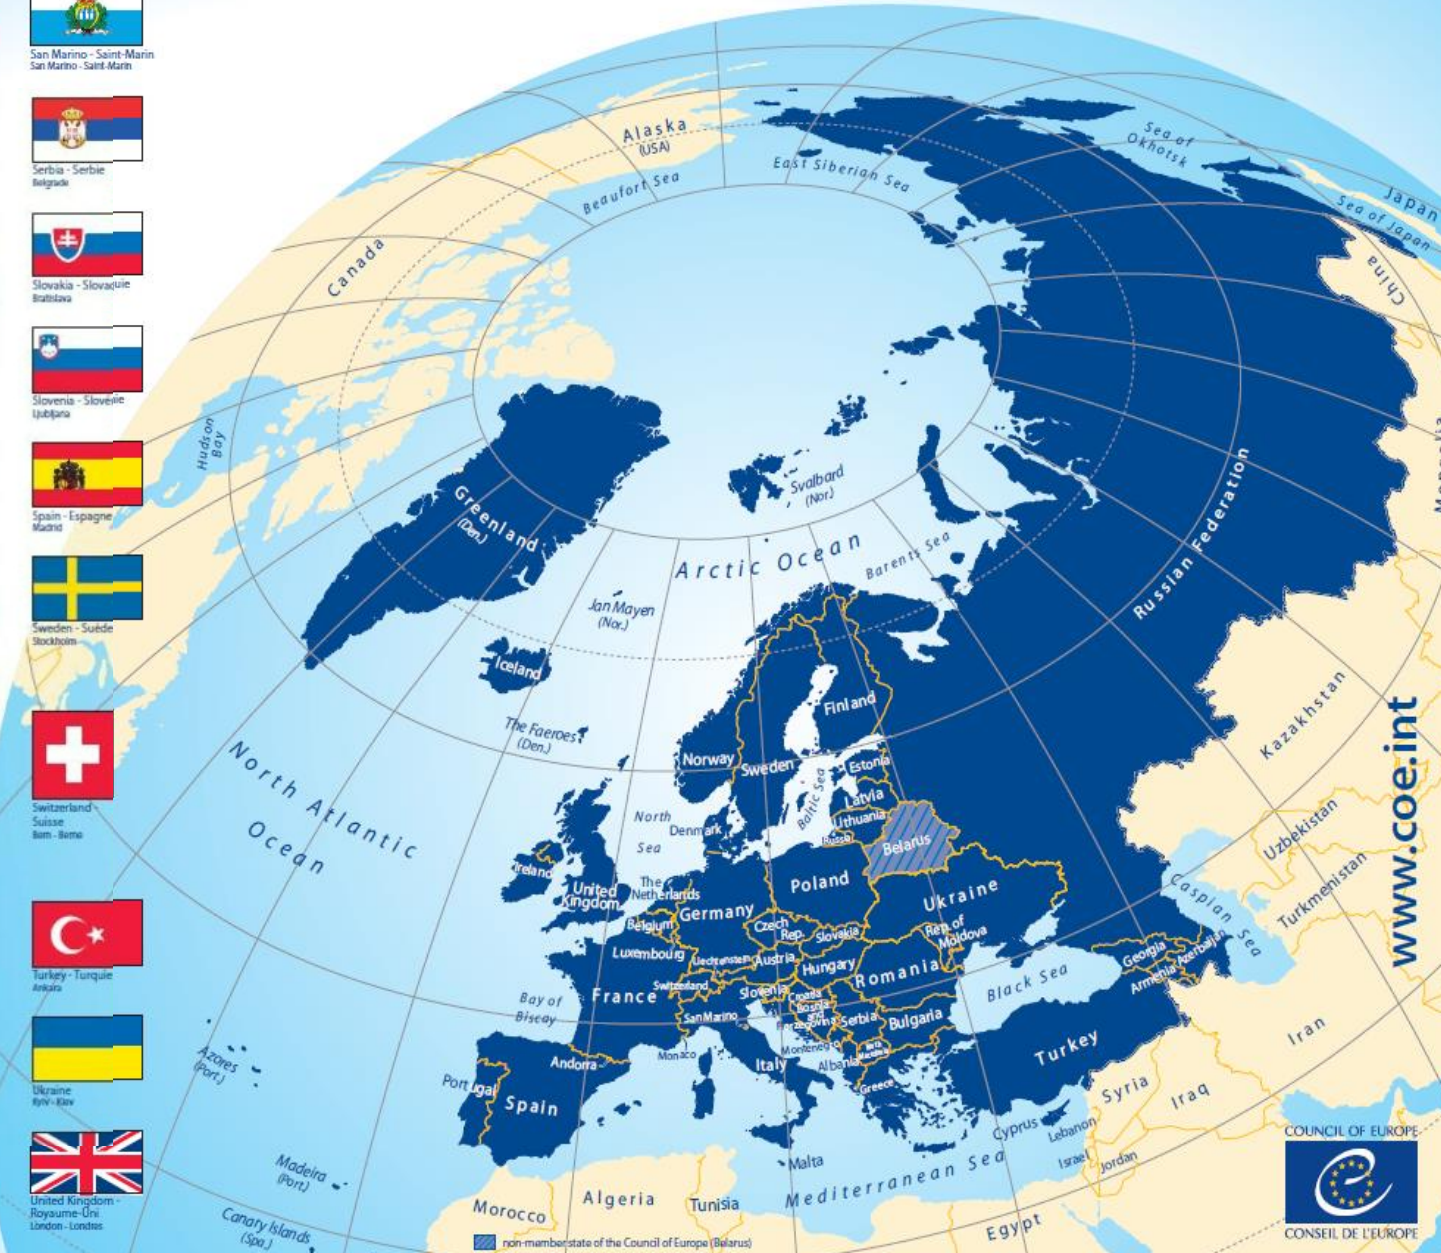 San Marino - Saint-Marin
San Marino - Saint-Marin
Serbia - Serbie
Belgrade
Slovakia - Slovaquie
Bratislava
Slovenia - Slovénie
Ljubljana
Spain - Espagne
Madrid
Sweden - Suède
Stockholm
Switzerland -
Suisse
Bern - Berne
Turkey - Turquie
Ankara
Ukraine
Kyiv - Kiev
United Kingdom -
Royaume-Uni
London - Londres
Alaska
(USA)
Beaufort Sea
East Siberian Sea
Sea of
Okhotsk
Japan
Sea of Japan
China
Canada
Hudson
Bay
Greenland
(Den.)
Svalbard
(Nor.)
Arctic Ocean
Barents Sea
Russian Federation
Jan Mayen
(Nor.)
Iceland
The Faeroes
(Den.)
North Atlantic
Ocean
Finland
Norway
Sweden
Estonia
Baltic Sea
Latvia
Lithuania
Russia
Belarus
North
Sea
Denmark
Ireland
United
Kingdom
The
Netherlands
Poland
Ukraine
Germany
Belgium
Czech
Rep.
Slovakia
Rep. of
Moldova
Luxembourg
Liechtenstein
Austria
Hungary
Romania
France
Switzerland
Slovenia
Croatia
Bosnia
and
Herzegovina
Serbia
Bulgaria
San Marino
Bay of
Biscay
Black Sea
Georgia
Armenia
Azerbaijan
Caspian Sea
Kazakhstan
Uzbekistan
Turkmenistan
www.coe.int
Andorra
Monaco
Italy
Montenegro
Albania
North
Macedonia
Greece
Turkey
Iran
Azores
(Port.)
Portugal
Spain
Syria
Iraq
Cyprus
Lebanon
Israel
Jordan
Malta
Mediterranean Sea
Madeira
(Port.)
Canary Islands
(Spa.)
Morocco
Algeria
Tunisia
Egypt
non-member state of the Council of Europe (Belarus)
COUNCIL OF EUROPE
CONSEIL DE L'EUROPE